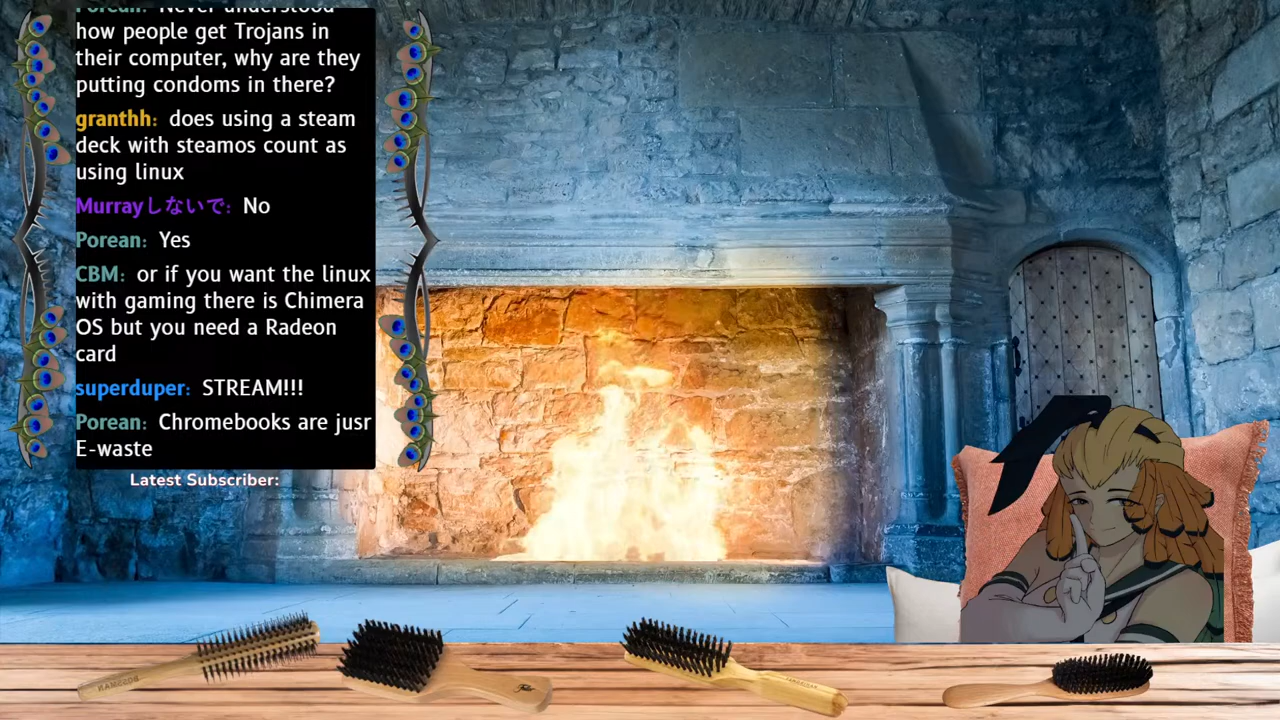 Porean: Never understood
how people get Trojans in
their computer, why are they
putting condoms in there?
granthh: does using a steam
deck with steamos count as
using linux
Murrayしないで: No
Porean: Yes
CBM: or if you want the linux
with gaming there is Chimera
OS but you need a Radeon
card
superduper: STREAM!!!
Porean: Chromebooks are jusr
E-waste
Latest Subscriber: